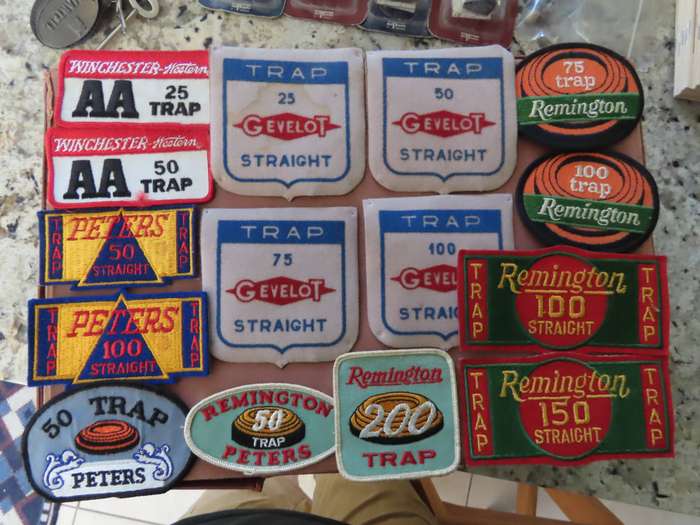 WINCHESTER-Western
AA 25
TRAP
WINCHESTER-Western
AA 50
TRAP
TRAP
25
GEVELOT
STRAIGHT
TRAP
50
GEVELOT
STRAIGHT
75
trap
Remington
100
trap
Remington
TRAP
PETERS
50
STRAIGHT
TRAP
TRAP
PETERS
100
STRAIGHT
TRAP
TRAP
75
GEVELOT
STRAIGHT
TRAP
100
GEVELOT
STRAIGHT
TRAP
Remington
100
STRAIGHT
TRAP
TRAP
Remington
150
STRAIGHT
TRAP
50 TRAP
PETERS
REMINGTON
50
TRAP
PETERS
Remington
200
TRAP